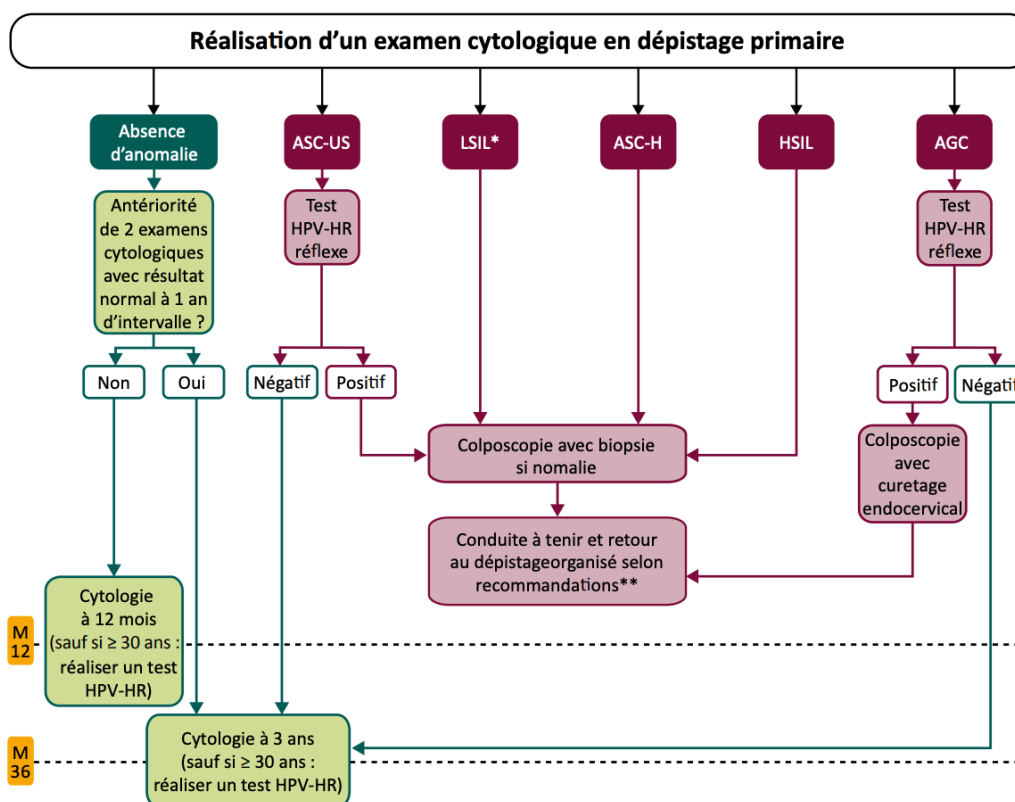 Réalisation d'un examen cytologique en dépistage primaire
Absence
d'anomalie
ASC-US
LSIL*
ASC-H
HSIL
AGC
Antériorité
de 2 examens
cytologiques
avec résultat
normal à 1 an
d'intervalle ?
Test
HPV-HR
réflexe
Test
HPV-HR
réflexe
Non
Oui
Négatif
Positif
Positif
Négatif
Colposcopie avec biopsie
si nomalie
Colposcopie
avec
curetage
endocervical
Conduite à tenir et retour
au dépistageorganisé selon
recommandations**
M
12
Cytologie
à 12 mois
(sauf si ≥ 30 ans :
réaliser un test
HPV-HR)
M
36
Cytologie à 3 ans
(sauf si ≥ 30 ans :
réaliser un test HPV-HR)